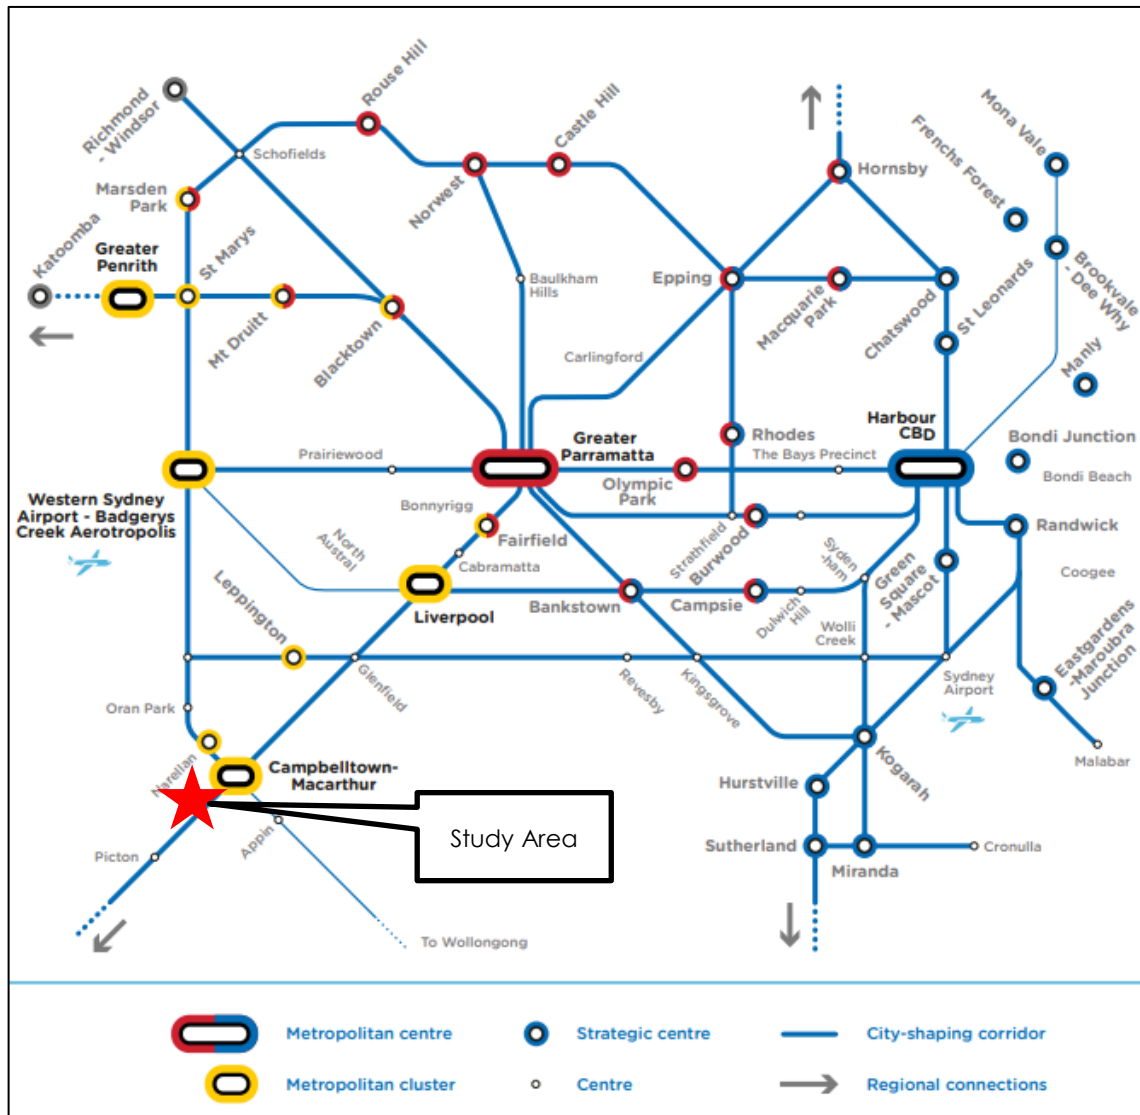 Rouse Hill
Richmond
- Windsor
Schofields
Castle Hill
Norwest
Mona Vale
Frenchs Forest
Hornsby
Marsden
Park
Katoomba
Greater
Penrith
St Marys
Mt Druitt
Blacktown
Baulkham
Hills
Epping
Macquarie
Park
Chatswood
St Leonards
Brookvale
- Dee Why
Manly
Carlingford
Harbour
CBD
Rhodes
Greater
Parramatta
Prairiewood
The Bays Precinct
Olympic
Park
Bondi Junction
Bondi Beach
Western Sydney
Airport - Badgerys
Creek Aerotropolis
Bonnyrigg
Fairfield
Cabramatta
North
Austral
Strathfield
Burwood
Syden
-ham
Randwick
Coogee
Green
Square
- Mascot
Leppington
Liverpool
Bankstown
Campsie
Dulwich
Hill
Wolli
Creek
Glenfield
Revesby
Kingsgrove
Sydney
Airport
Eastgardens
-Maroubra
Junction
Malabar
Oran Park
Narellan
Campbelltown-
Macarthur
Study Area
Kogarah
Hurstville
Picton
Appin
Sutherland
Miranda
Cronulla
To Wollongong
Metropolitan centre
Strategic centre
City-shaping corridor
Metropolitan cluster
Centre
Regional connections